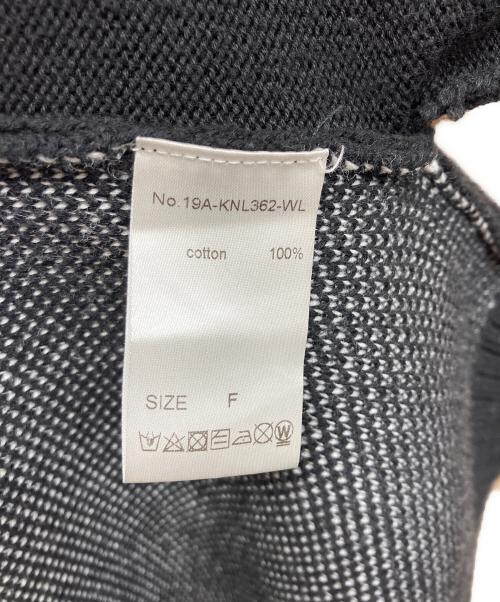 No.19A-KNL362-WL
cotton 100%
SIZE F